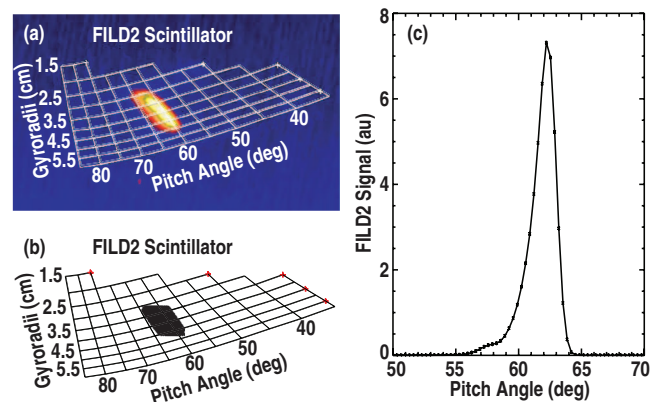 (a) FILD2 Scintillator
1.5
2.5
3.5
4.5
5.5
Gyroradii (cm)
80 70 60 50 40
Pitch Angle (deg)
(b) FILD2 Scintillator
1.5
2.5
3.5
4.5
5.5
Gyroradii (cm)
80 70 60 50 40
Pitch Angle (deg)
(c)
8
6
4
2
0
FILD2 Signal (au)
50 55 60 65 70
Pitch Angle (deg)